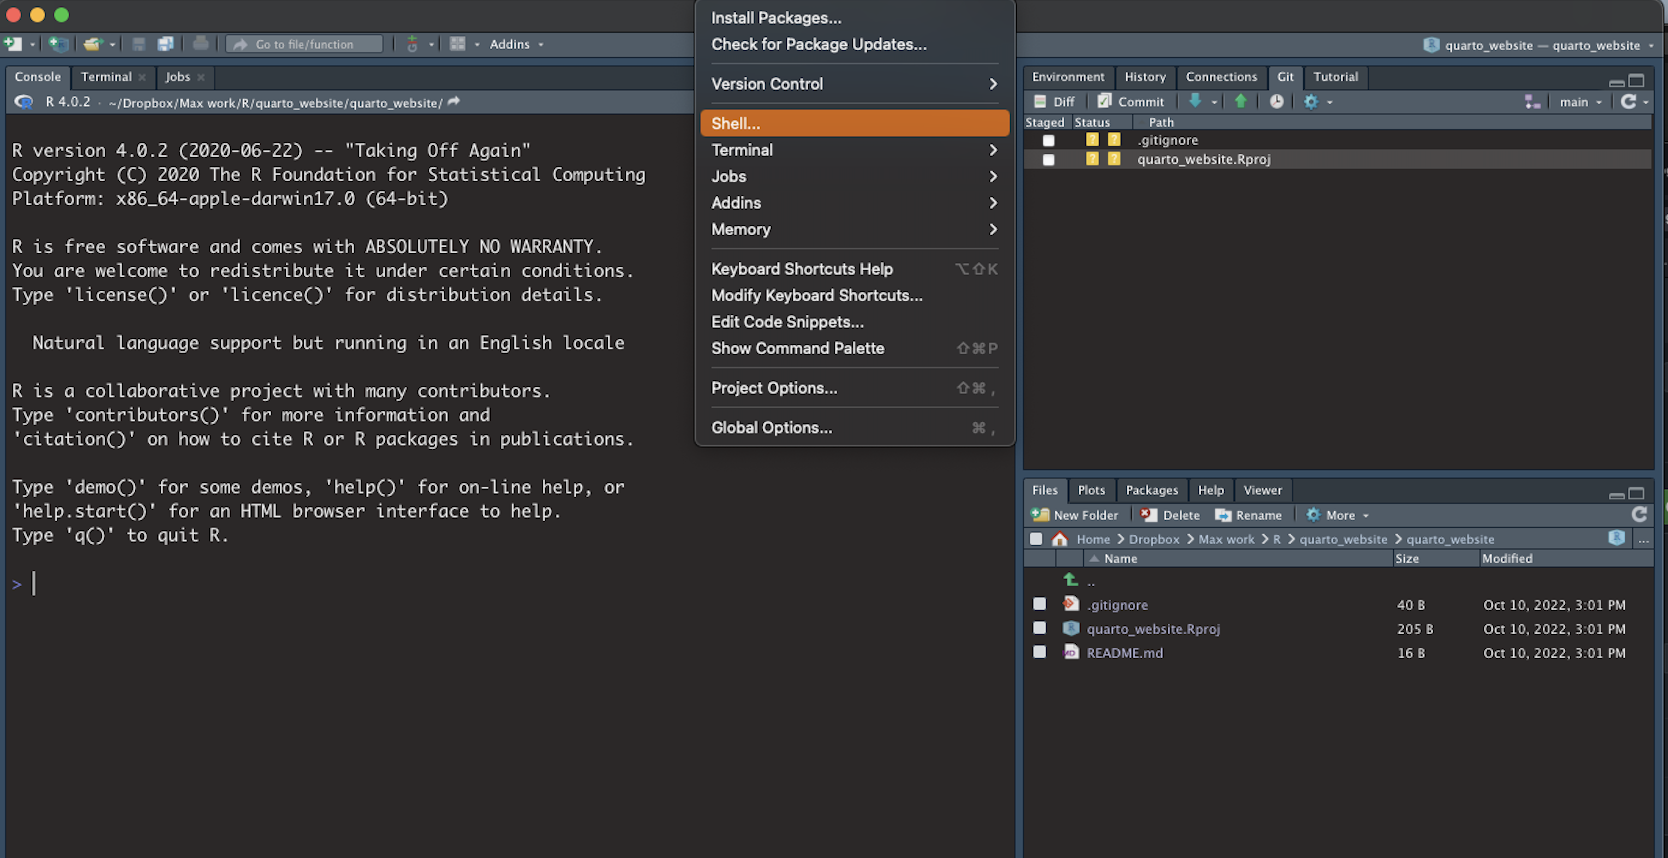 Install Packages...
Check for Package Updates...
Version Control
Shell...
Terminal
Jobs
Addins
Memory
Keyboard Shortcuts Help ⌥⇧K
Modify Keyboard Shortcuts...
Edit Code Snippets...
Show Command Palette ⇧⌘P
Project Options... ⇧⌘,
Global Options... ⌘,
Go to file/function
Addins
quarto_website — quarto_website
Console Terminal Jobs
R 4.0.2 · ~/Dropbox/Max work/R/quarto_website/quarto_website/
R version 4.0.2 (2020-06-22) -- "Taking Off Again"
Copyright (C) 2020 The R Foundation for Statistical Computing
Platform: x86_64-apple-darwin17.0 (64-bit)
R is free software and comes with ABSOLUTELY NO WARRANTY.
You are welcome to redistribute it under certain conditions.
Type 'license()' or 'licence()' for distribution details.
Natural language support but running in an English locale
R is a collaborative project with many contributors.
Type 'contributors()' for more information and
'citation()' on how to cite R or R packages in publications.
Type 'demo()' for some demos, 'help()' for on-line help, or
'help.start()' for an HTML browser interface to help.
Type 'q()' to quit R.
>
Environment History Connections Git Tutorial
Diff Commit main
Staged Status Path
? ? .gitignore
? ? quarto_website.Rproj
Files Plots Packages Help Viewer
New Folder Delete Rename More
Home Dropbox Max work R quarto_website quarto_website ...
Name Size Modified
..
.gitignore 40 B Oct 10, 2022, 3:01 PM
quarto_website.Rproj 205 B Oct 10, 2022, 3:01 PM
README.md 16 B Oct 10, 2022, 3:01 PM